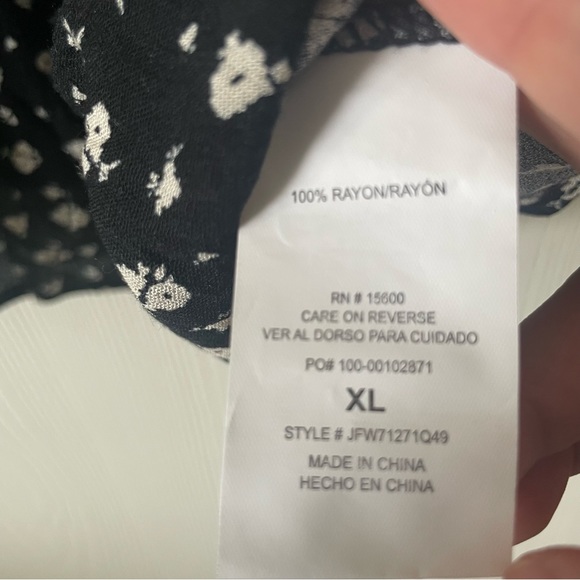 100% RAYON/RAYÓN
RN # 15600
CARE ON REVERSE
VER AL DORSO PARA CUIDADO
PO# 100-00102871
XL
STYLE # JFW71271Q49
MADE IN CHINA
HECHO EN CHINA